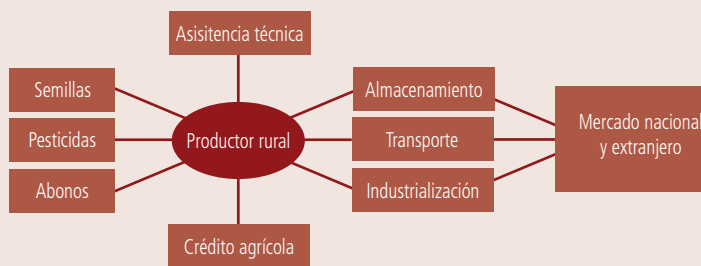 Asisitencia técnica
Semillas
Pesticidas
Abonos
Productor rural
Crédito agrícola
Almacenamiento
Transporte
Industrialización
Mercado nacional
y extranjero